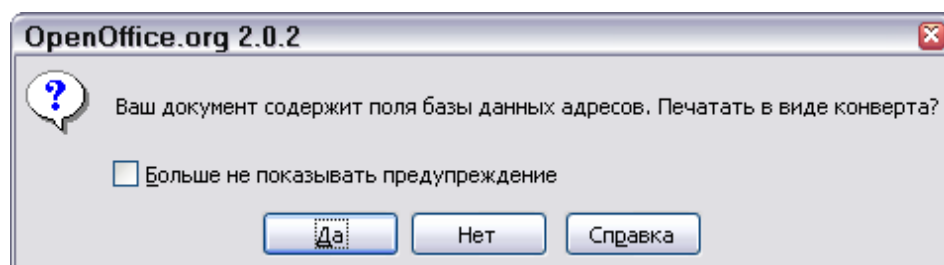 OpenOffice.org 2.0.2
Ваш документ содержит поля базы данных адресов. Печатать в виде конверта?
Больше не показывать предупреждение
Да Нет Справка